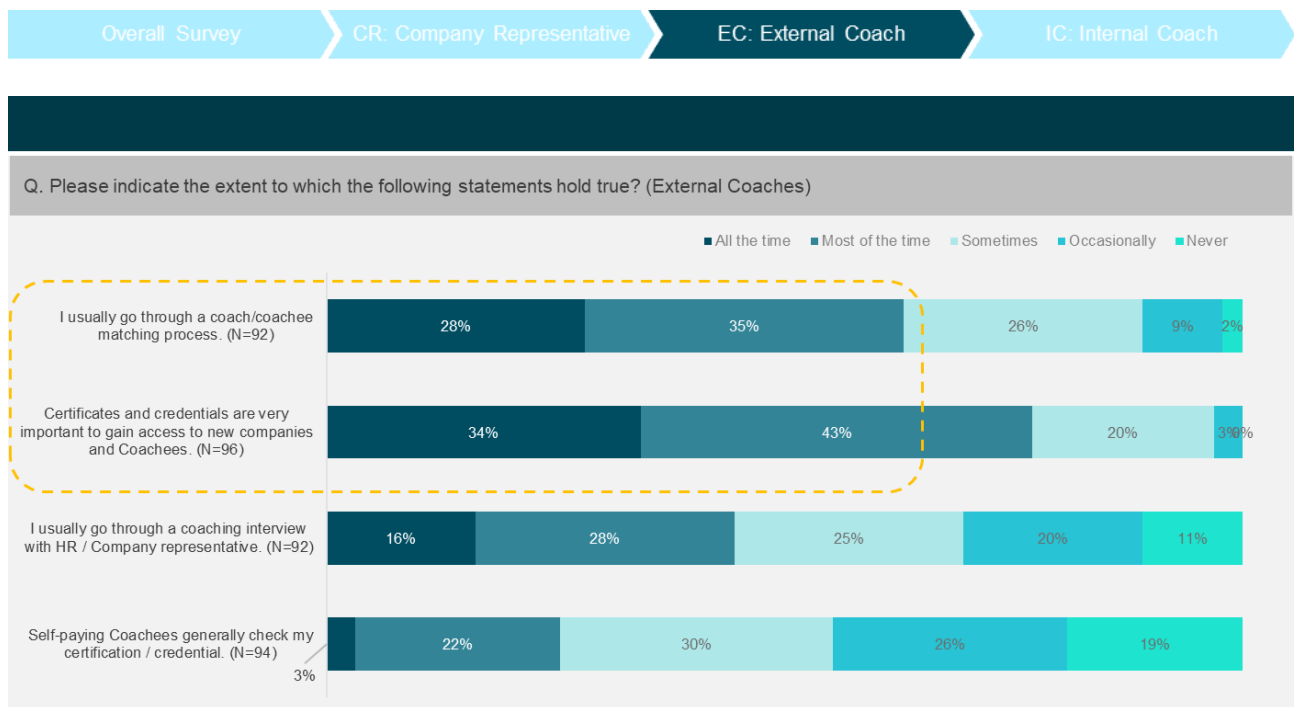 Overall Survey
CR: Company Representative
EC: External Coach
IC: Internal Coach
Q. Please indicate the extent to which the following statements hold true? (External Coaches)
All the time
Most of the time
Sometimes
Occasionally
Never
I usually go through a coach/coachee
matching process. (N=92)
28%
35%
26%
9%
2%
Certificates and credentials are very
important to gain access to new companies
and Coachees. (N=96)
34%
43%
20%
3%
0%
I usually go through a coaching interview
with HR / Company representative. (N=92)
16%
28%
25%
20%
11%
Self-paying Coachees generally check my
certification / credential. (N=94)
3%
22%
30%
26%
19%